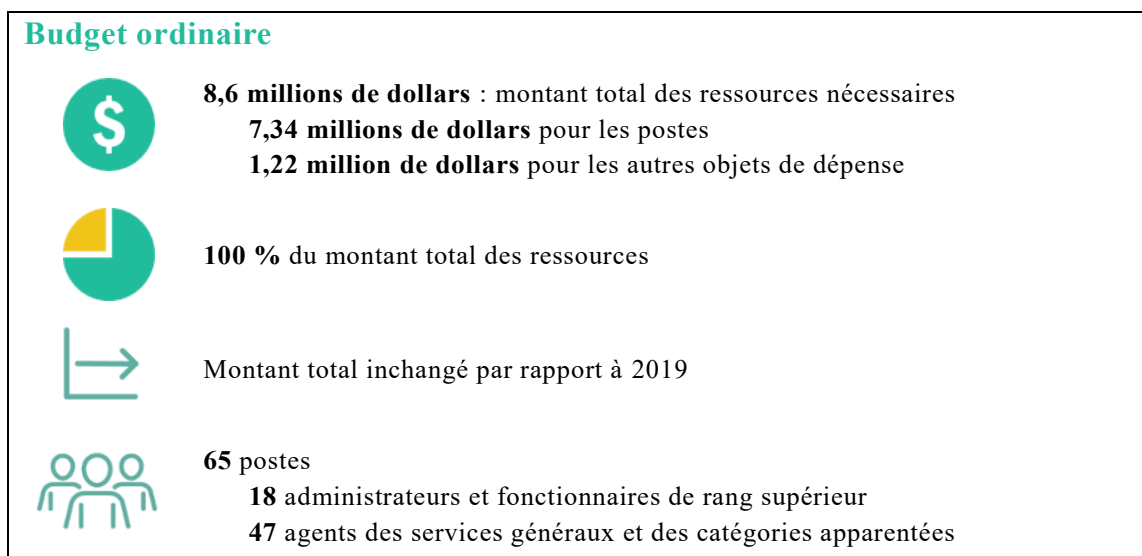 Budget ordinaire
$
8,6 millions de dollars : montant total des ressources nécessaires
7,34 millions de dollars pour les postes
1,22 million de dollars pour les autres objets de dépense
100 % du montant total des ressources
Montant total inchangé par rapport à 2019
65 postes
18 administrateurs et fonctionnaires de rang supérieur
47 agents des services généraux et des catégories apparentées